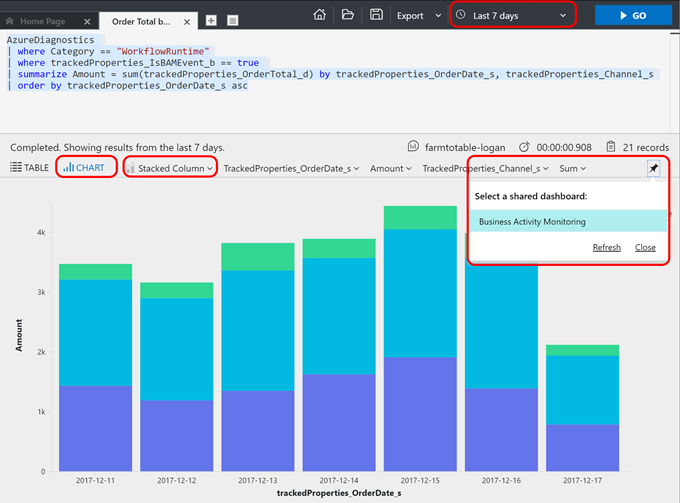 Home Page
Order Total b...
Export
Last 7 days
GO
AzureDiagnostics
| where Category == "WorkflowRuntime"
| where trackedProperties_IsBAMEvent_b == true
| summarize Amount = sum(trackedProperties_OrderTotal_d) by trackedProperties_OrderDate_s, trackedProperties_Channel_s
| order by trackedProperties_OrderDate_s asc
Completed. Showing results from the last 7 days.
farmtotable-logan
00:00:00.908
21 records
TABLE
CHART
Stacked Column
TrackedProperties_OrderDate_s
Amount
TrackedProperties_Channel_s
Sum
Select a shared dashboard:
Business Activity Monitoring
Refresh
Close
Amount
4k
3k
2k
1k
0
2017-12-11
2017-12-12
2017-12-13
2017-12-14
2017-12-15
2017-12-16
2017-12-17
trackedProperties_OrderDate_s